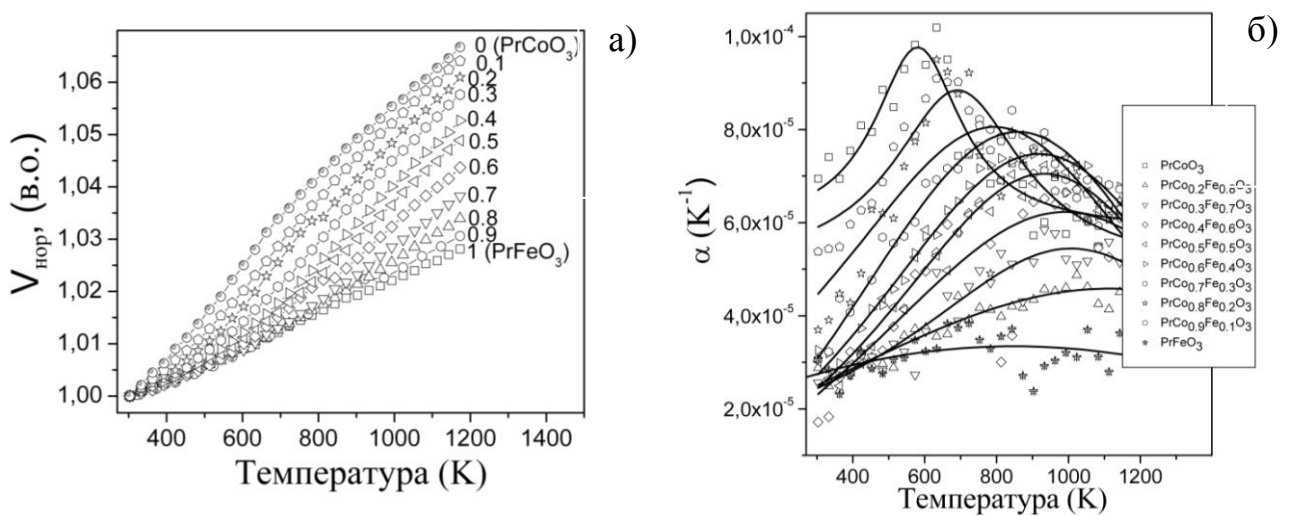 а)
Vнор, (в.о.)
1,06
1,05
1,04
1,03
1,02
1,01
1,00
0 (PrCoO3)
0.1
0.2
0.3
0.4
0.5
0.6
0.7
0.8
0.9
1 (PrFeO3)
400 600 800 1000 1200 1400
Температура (K)
б)
α (K-1)
1,0x10-4
8,0x10-5
6,0x10-5
4,0x10-5
2,0x10-5
PrCoO3
PrCo0.2Fe0.8O3
PrCo0.3Fe0.7O3
PrCo0.4Fe0.6O3
PrCo0.5Fe0.5O3
PrCo0.6Fe0.4O3
PrCo0.7Fe0.3O3
PrCo0.8Fe0.2O3
PrCo0.9Fe0.1O3
PrFeO3
400 600 800 1000 1200
Температура (K)